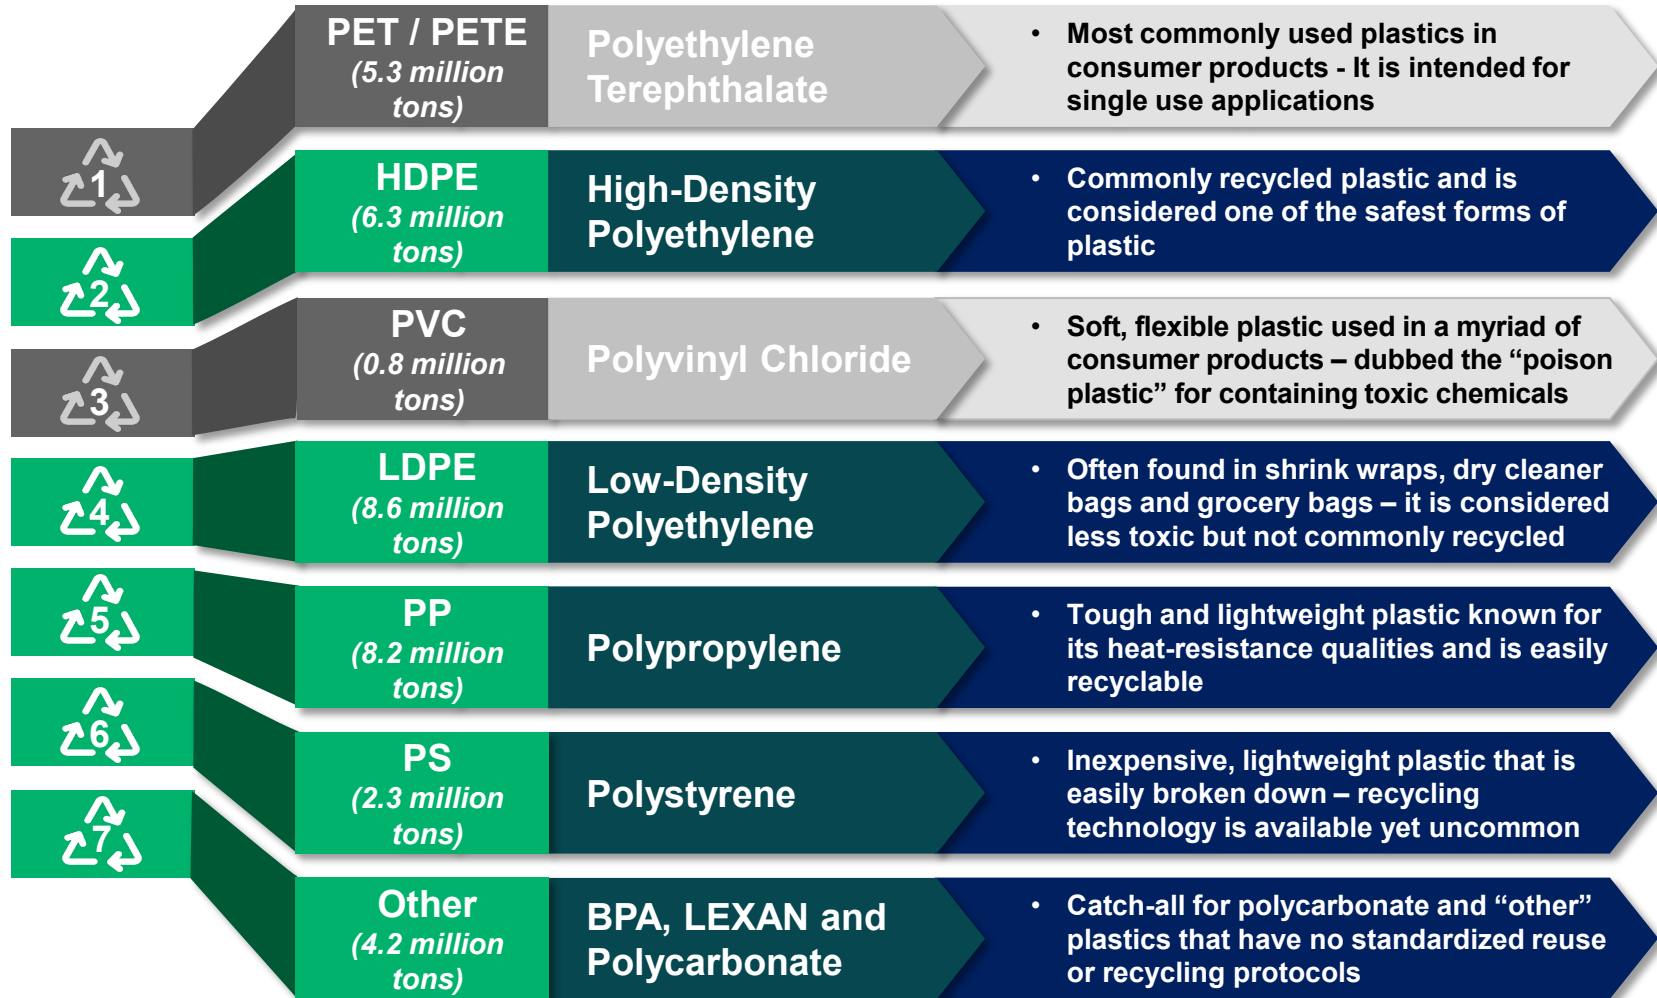 1
PET / PETE
(5.3 million
tons)
Polyethylene
Terephthalate
• Most commonly used plastics in
consumer products - It is intended for
single use applications
2
HDPE
(6.3 million
tons)
High-Density
Polyethylene
• Commonly recycled plastic and is
considered one of the safest forms of
plastic
3
PVC
(0.8 million
tons)
Polyvinyl Chloride
• Soft, flexible plastic used in a myriad of
consumer products – dubbed the “poison
plastic” for containing toxic chemicals
4
LDPE
(8.6 million
tons)
Low-Density
Polyethylene
• Often found in shrink wraps, dry cleaner
bags and grocery bags – it is considered
less toxic but not commonly recycled
5
PP
(8.2 million
tons)
Polypropylene
• Tough and lightweight plastic known for
its heat-resistance qualities and is easily
recyclable
6
PS
(2.3 million
tons)
Polystyrene
• Inexpensive, lightweight plastic that is
easily broken down – recycling
technology is available yet uncommon
7
Other
(4.2 million
tons)
BPA, LEXAN and
Polycarbonate
• Catch-all for polycarbonate and “other”
plastics that have no standardized reuse
or recycling protocols